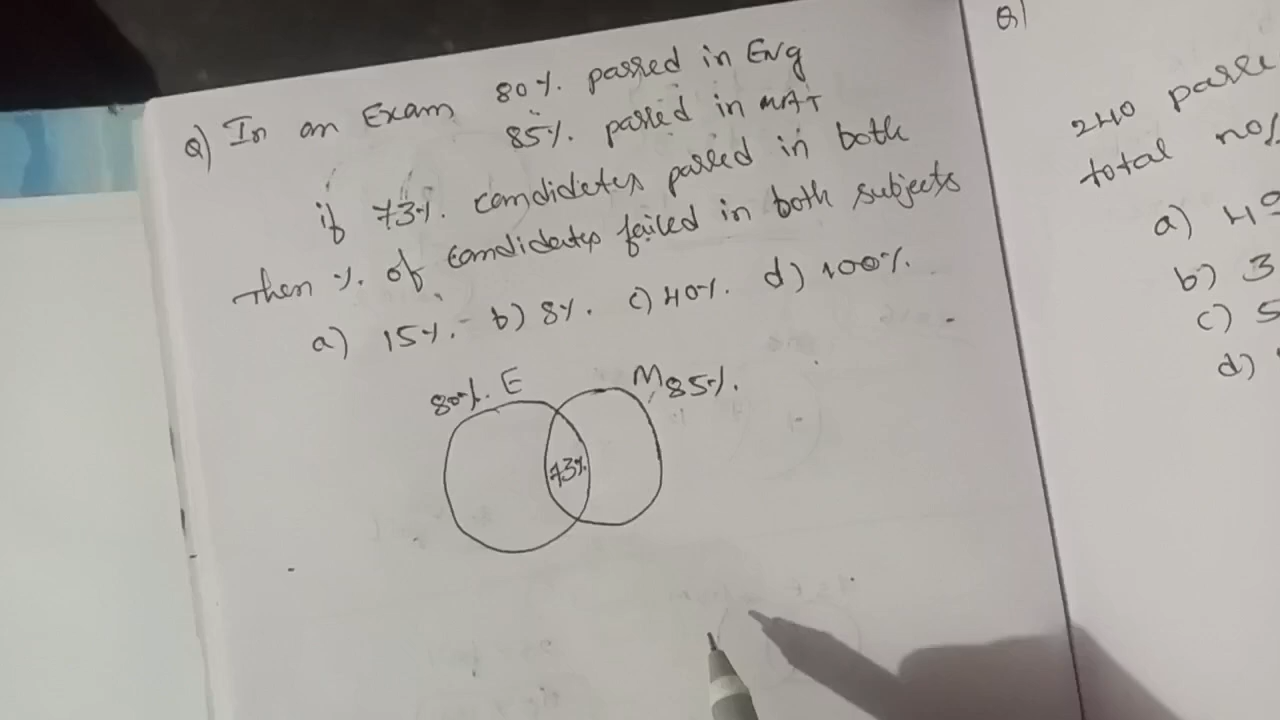 Q) In an Exam 80%. passed in Eng
85%. passed in MAT
if 73%. candidates passed in both
then %. of candidates failed in both subjects
a) 15%. b) 8%. c) 40%. d) 100%.
80%. E M 85%.
73%
Q)
240 passe
total no
a) 4
b) 3
c) 5
d)